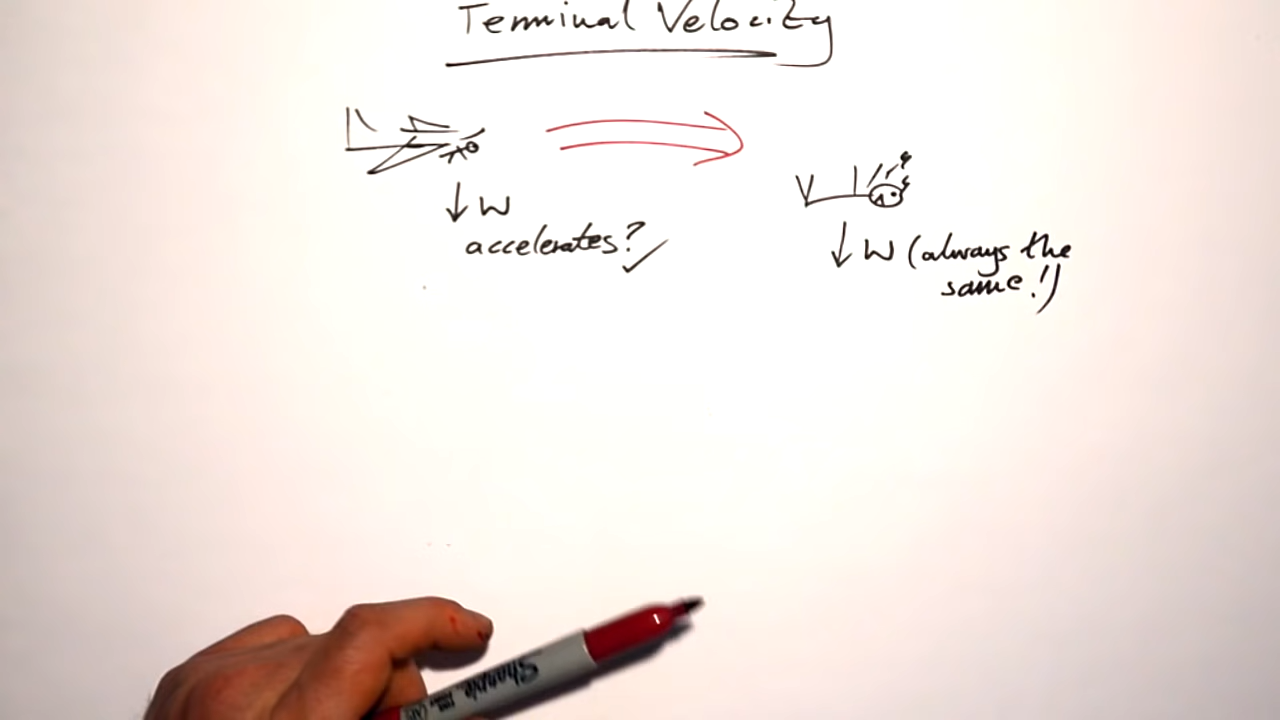 Terminal Velocity
W
accelerates? ✓
W (always the
same!)
Sharpie